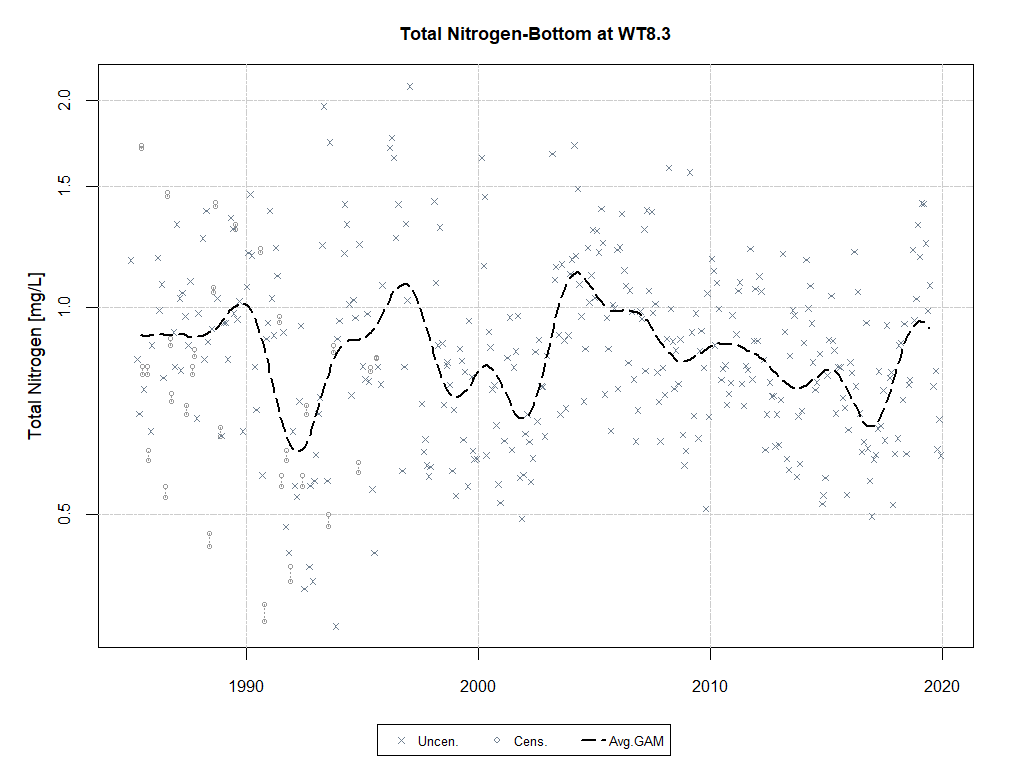 Total Nitrogen-Bottom at WT8.3
Total Nitrogen [mg/L]
2.0
1.5
1.0
0.5
1990 2000 2010 2020
Uncen. Cens. Avg.GAM